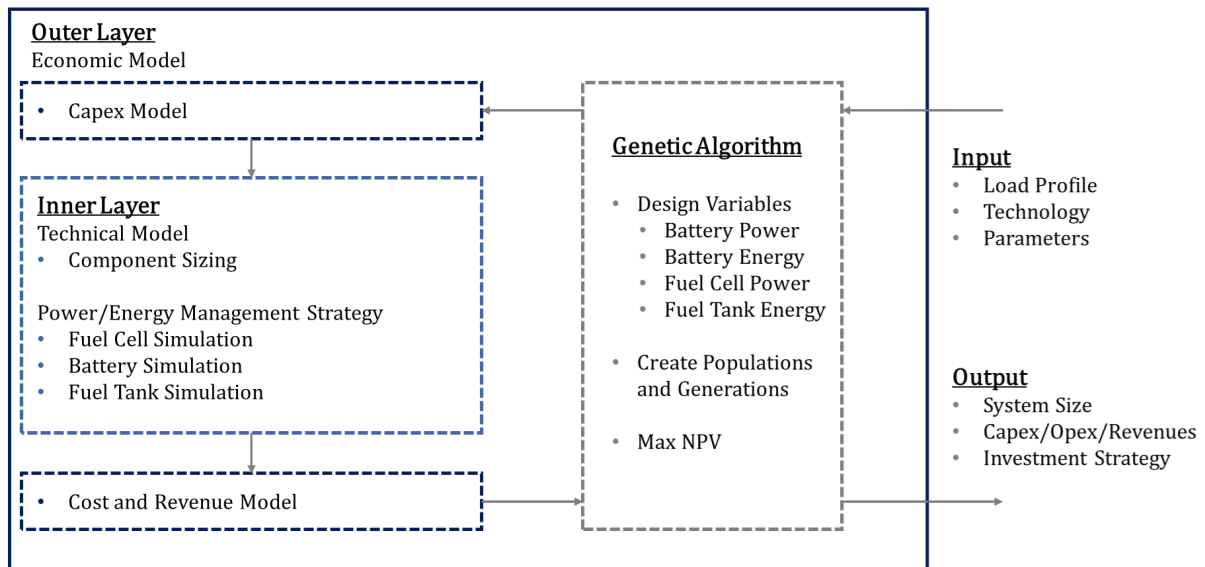 Outer Layer
Economic Model
• Capex Model
Inner Layer
Technical Model
• Component Sizing
Power/Energy Management Strategy
• Fuel Cell Simulation
• Battery Simulation
• Fuel Tank Simulation
• Cost and Revenue Model
Genetic Algorithm
• Design Variables
• Battery Power
• Battery Energy
• Fuel Cell Power
• Fuel Tank Energy
• Create Populations
and Generations
• Max NPV
Input
• Load Profile
• Technology
• Parameters
Output
• System Size
• Capex/Opex/Revenues
• Investment Strategy